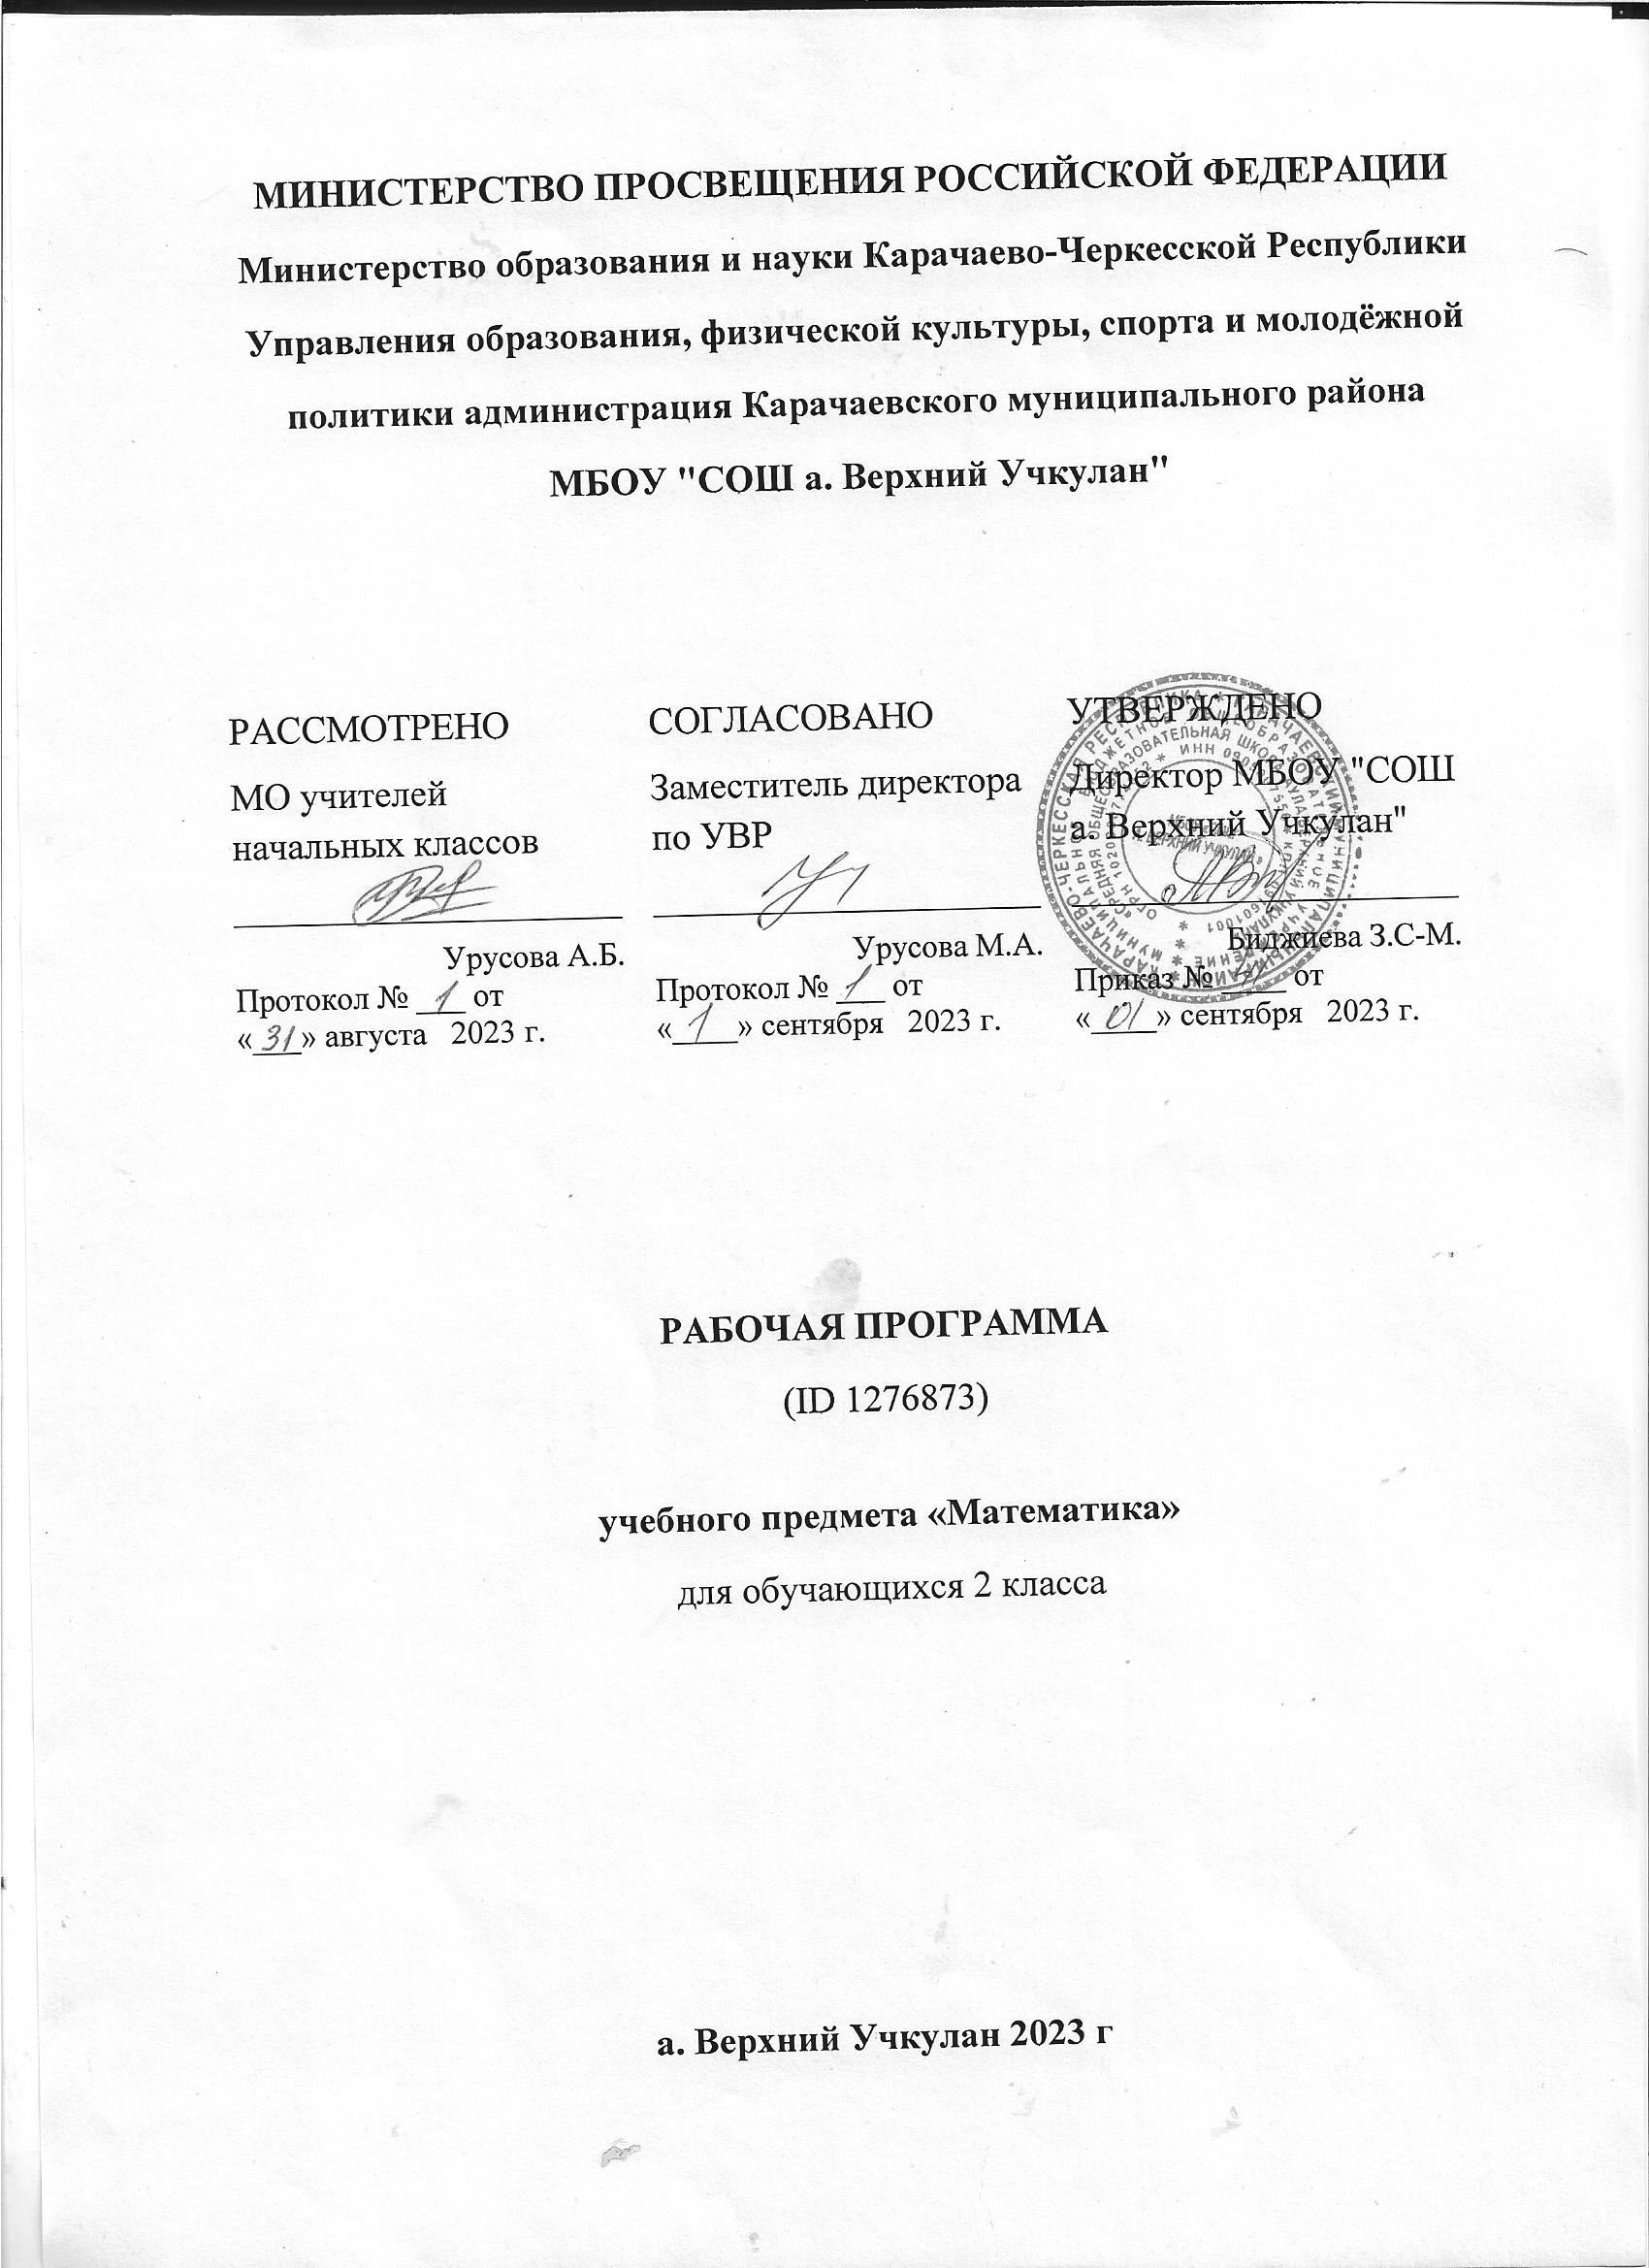 МИНИСТЕРСТВО ПРОСВЕЩЕНИЯ РОССИЙСКОЙ ФЕДЕРАЦИИ
Министерство образования и науки Карачаево-Черкесской Республики
Управления образования, физической культуры, спорта и молодёжной
политики администрация Карачаевского муниципального района
МБОУ "СОШ а. Верхний Учкулан"
РАССМОТРЕНО
МО учителей
начальных классов
Урусова А.Б.
Протокол № 1 от
«31» августа 2023 г.
СОГЛАСОВАНО
Заместитель директора
по УВР
Урусова М.А.
Протокол № 1 от
«1» сентября 2023 г.
УТВЕРЖДЕНО
Директор МБОУ "СОШ
а. Верхний Учкулан"
Биджиева З.С-М.
Приказ № от
«01» сентября 2023 г.
РАБОЧАЯ ПРОГРАММА
(ID 1276873)
учебного предмета «Математика»
для обучающихся 2 класса
а. Верхний Учкулан 2023 г